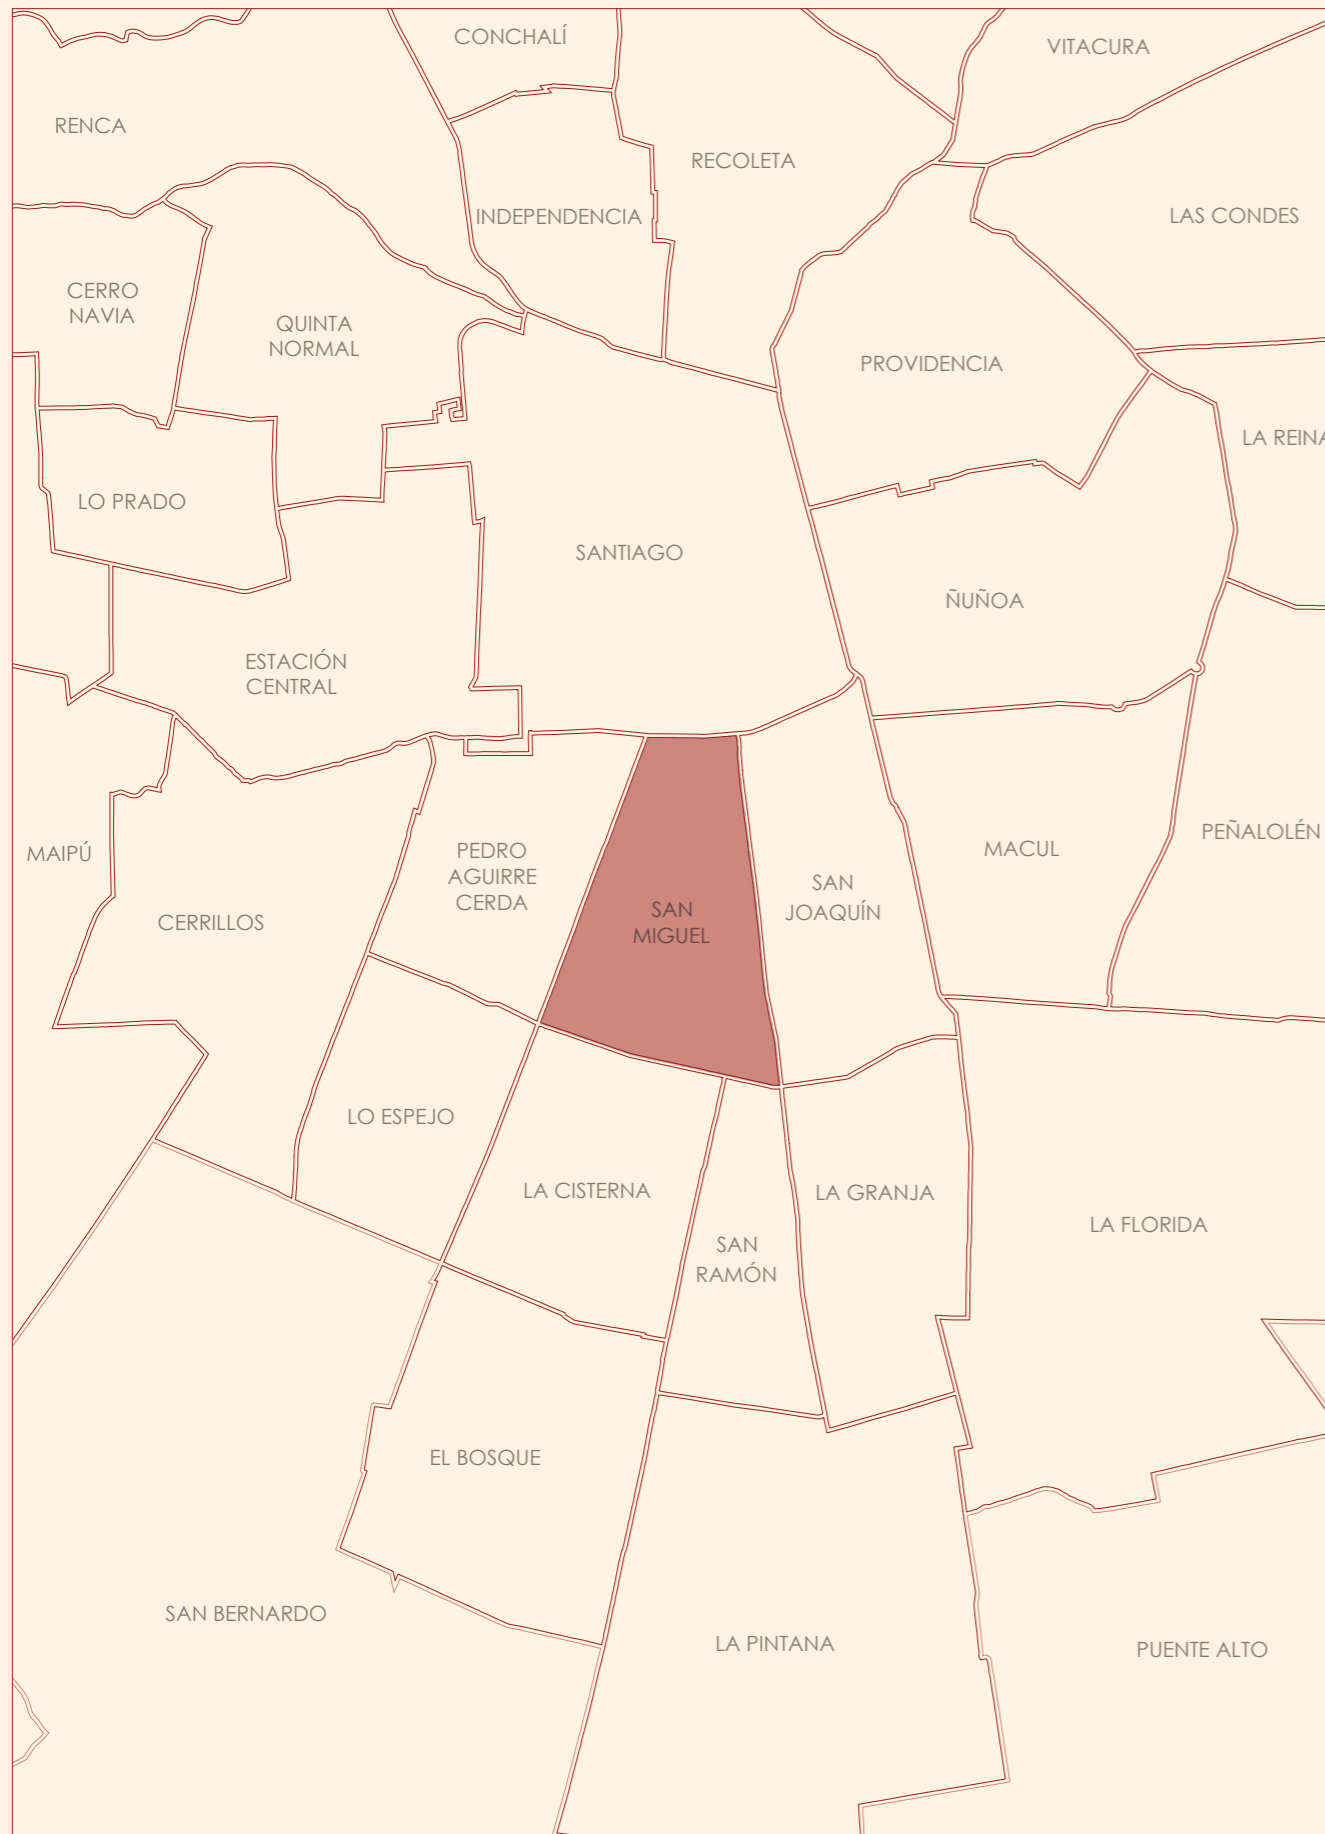 CONCHALÍ
VITACURA
RENCA
RECOLETA
INDEPENDENCIA
LAS CONDES
CERRO
NAVIA
QUINTA
NORMAL
PROVIDENCIA
LA REINA
LO PRADO
SANTIAGO
ÑUÑOA
ESTACIÓN
CENTRAL
MAIPÚ
PEDRO
AGUIRRE
CERDA
MACUL
PEÑALOLÉN
CERRILLOS
SAN
MIGUEL
SAN
JOAQUÍN
LO ESPEJO
LA CISTERNA
LA GRANJA
SAN
RAMÓN
LA FLORIDA
EL BOSQUE
SAN BERNARDO
LA PINTANA
PUENTE ALTO